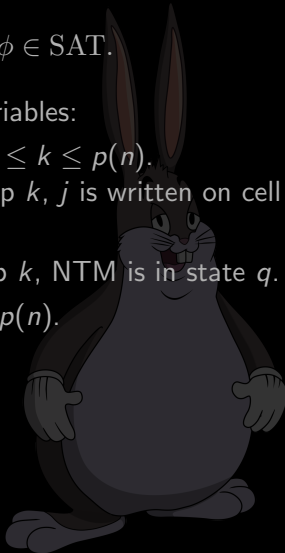 ϕ ∈ SAT.
riables:
≤ k ≤ p(n).
p k, j is written on cell
p k, NTM is in state q.
p(n).